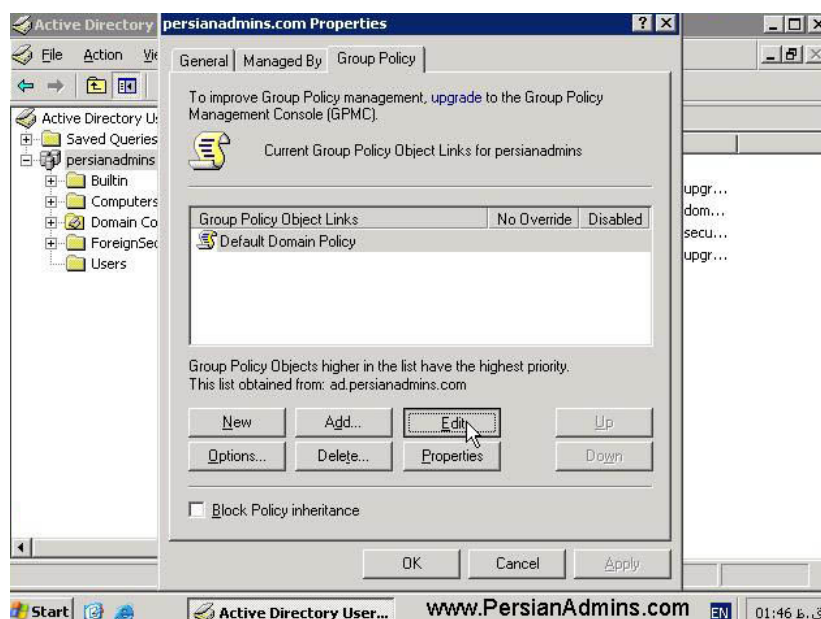 Active Directory
persianadmins.com Properties
File Action
General Managed By Group Policy
To improve Group Policy management, upgrade to the Group Policy
Management Console (GPMC).
Current Group Policy Object Links for persianadmins
Active Directory
Saved Queries
persianadmins
Builtin
Computers
Domain Co
ForeignSec
Users
Group Policy Object Links No Override Disabled
Default Domain Policy
upgr...
dom...
secu...
upgr...
Group Policy Objects higher in the list have the highest priority.
This list obtained from: ad.persianadmins.com
New Add... Edit Up
Options... Delete... Properties Down
Block Policy inheritance
OK Cancel Apply
Start Active Directory User... www.PersianAdmins.com EN 01:46